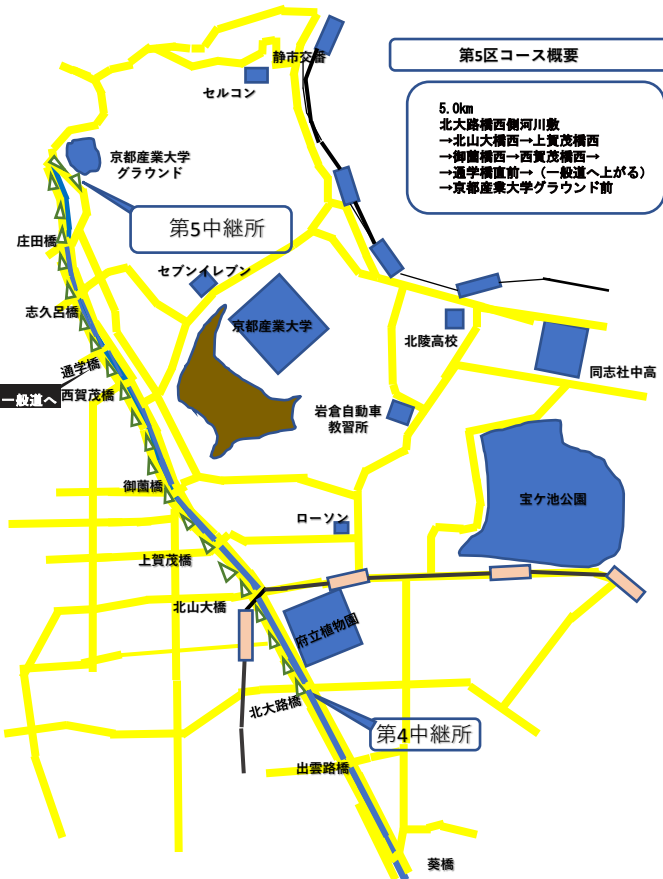 第5区コース概要
5.0km
北大路橋西側河川敷
→北山大橋西→上賀茂橋西
→御薗橋西→西賀茂橋西→
→通学橋直前→（一般道へ上がる）
→京都産業大学グラウンド前
静市交番
セルコン
京都産業大学
グラウンド
第5中継所
庄田橋
セブンイレブン
志久呂橋
京都産業大学
北陵高校
通学橋
同志社中高
一般道へ
西賀茂橋
岩倉自動車
教習所
御薗橋
宝ケ池公園
ローソン
上賀茂橋
北山大橋
府立植物園
北大路橋
第4中継所
出雲路橋
葵橋